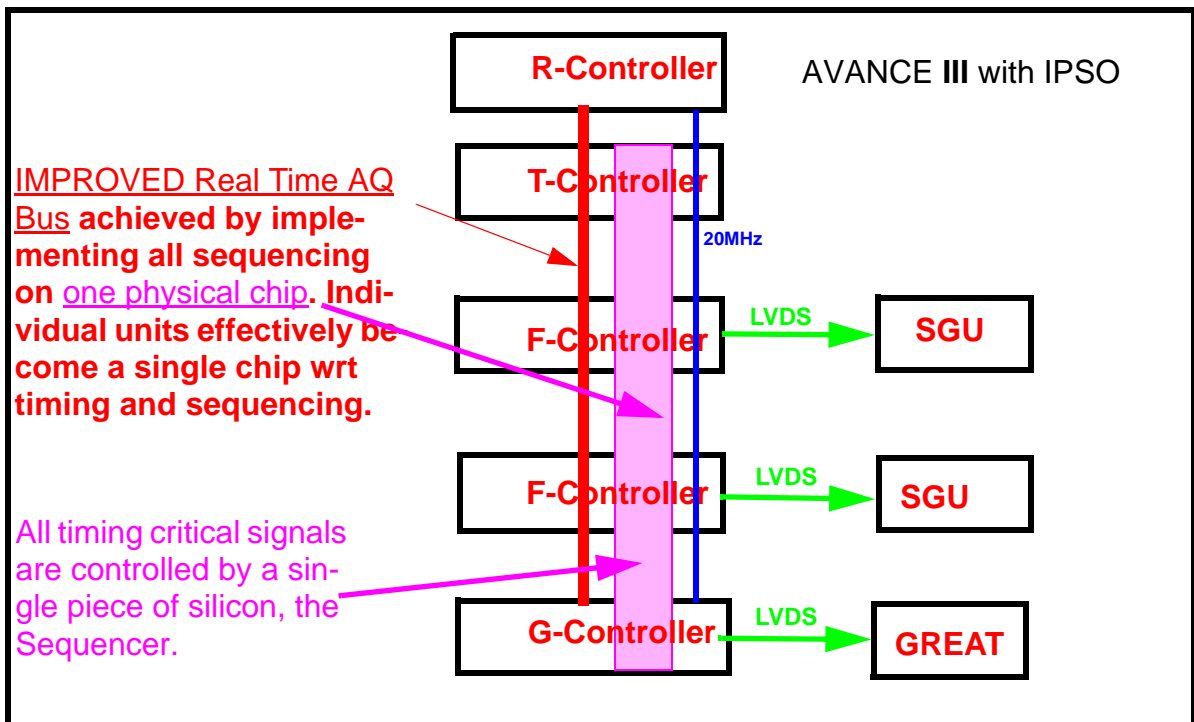 R-Controller
AVANCE III with IPSO
T-Controller
IMPROVED Real Time AQ
Bus achieved by imple-
menting all sequencing
on one physical chip. Indi-
vidual units effectively be-
come a single chip wrt
timing and sequencing.
20MHz
F-Controller
LVDS
SGU
F-Controller
LVDS
SGU
All timing critical signals
are controlled by a sin-
gle piece of silicon, the
Sequencer.
G-Controller
LVDS
GREAT